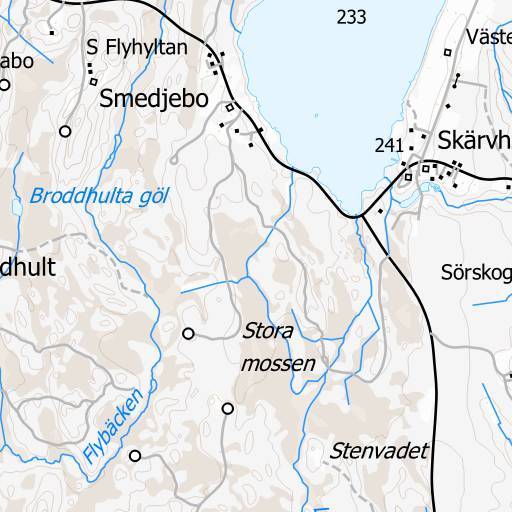 233
S Flyhyltan
Väste
abo
Smedjebo
241
Skärvh
Broddhulta göl
dhult
Sörskog
Stora
mossen
Flybäcken
Stenvadet